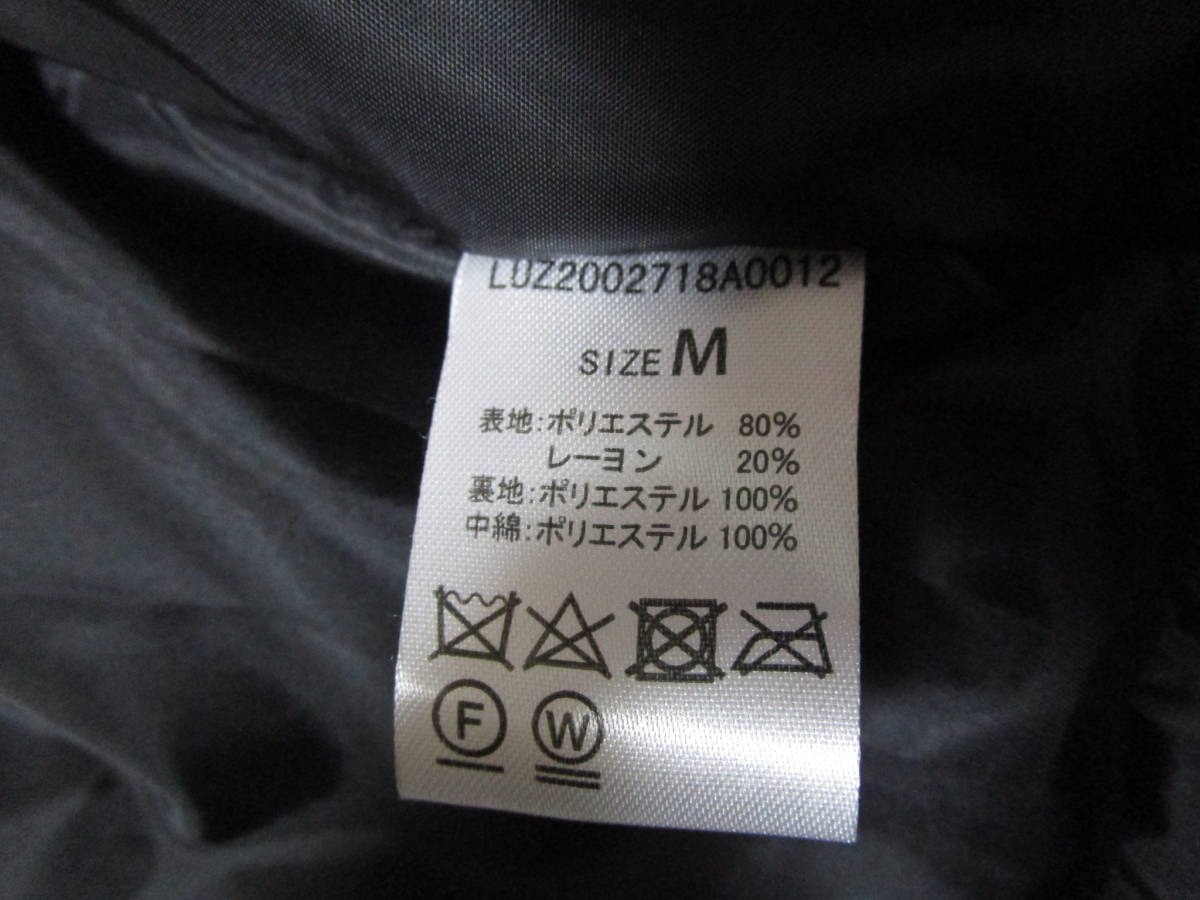 LUZ2002718A0012
SIZE M
表地:ポリエステル 80%
レーヨン 20%
裏地:ポリエステル 100%
中綿:ポリエステル 100%
F W